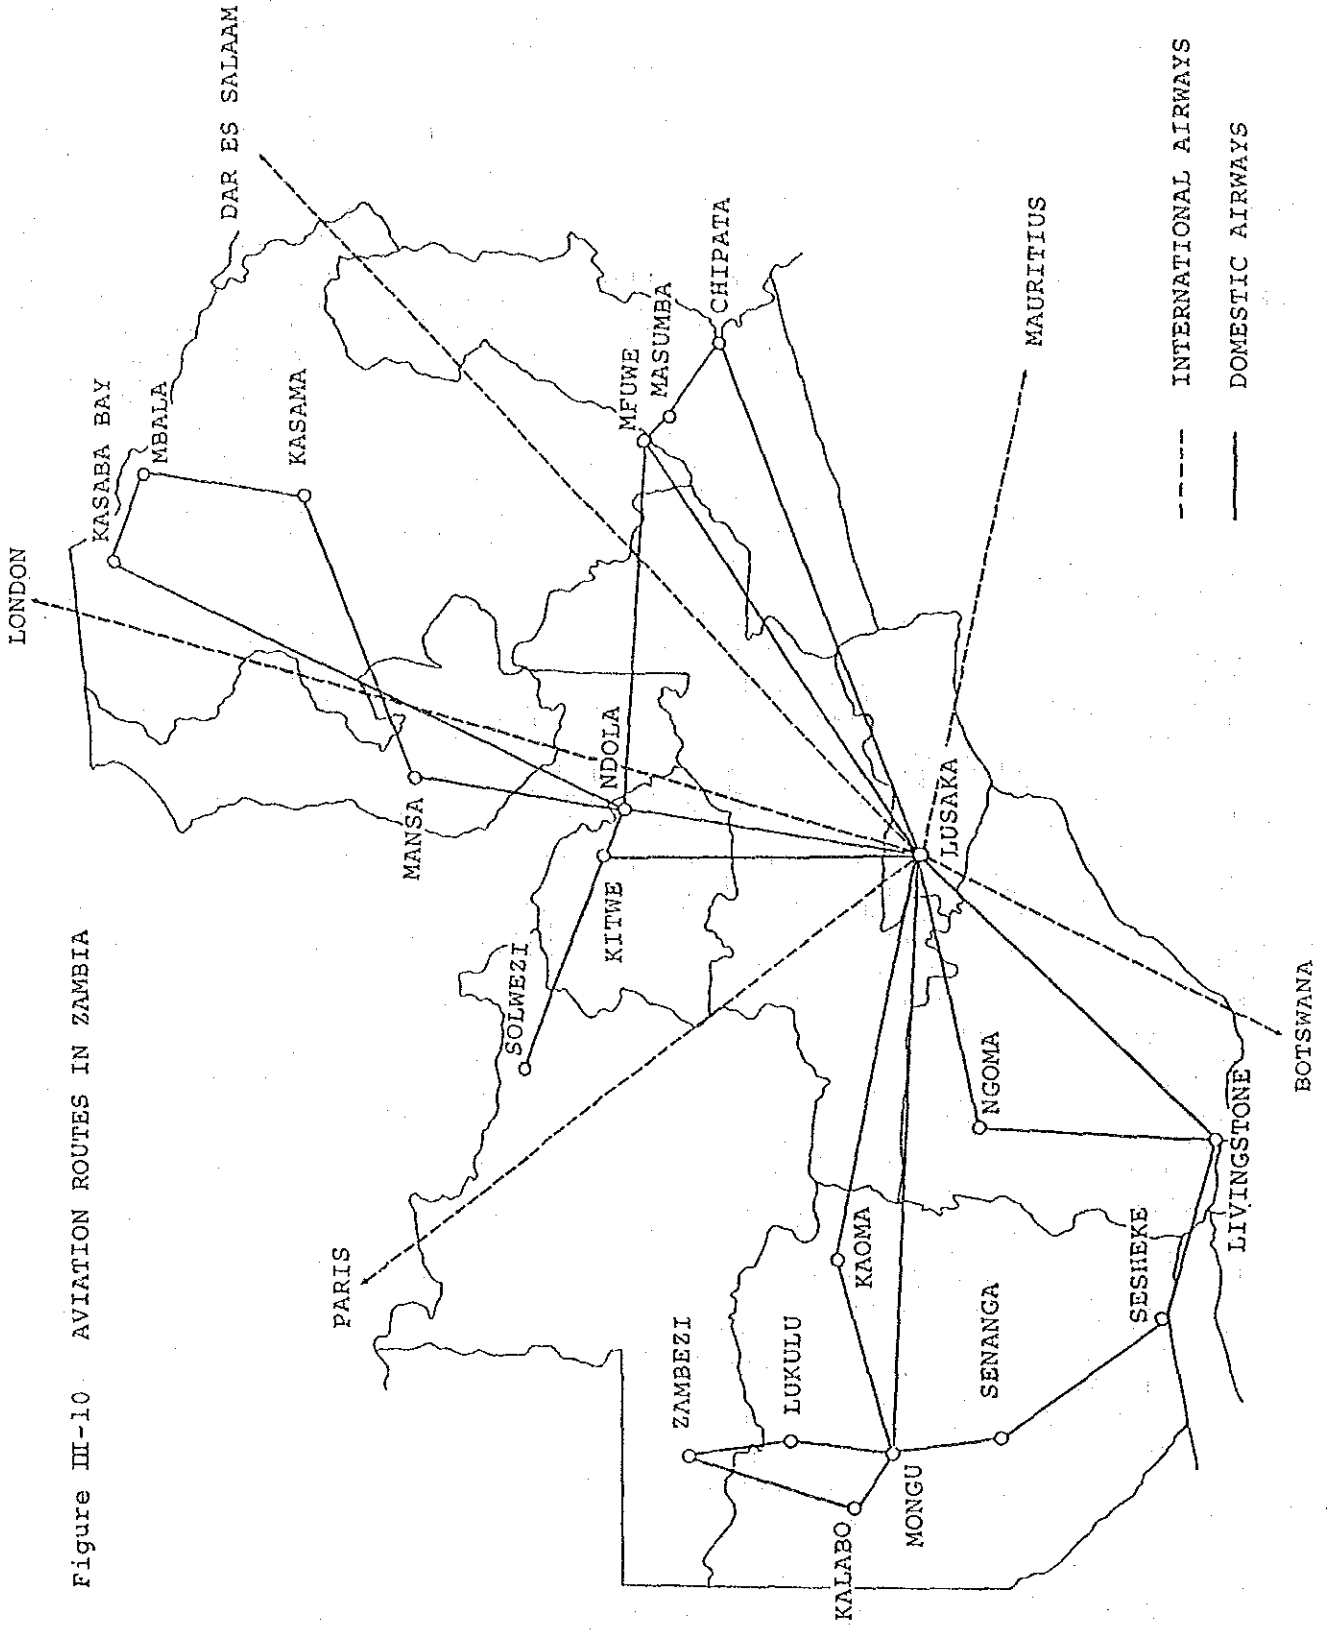 Figure III-10 AVIATION ROUTES IN ZAMBIA
LONDON
DAR ES SALAAM
KASABA BAY
MBALA
KASAMA
MANSA
NDOLA
KITWE
SOLWEZI
MFUWE
MASUMBA
CHIPATA
PARIS
LUSAKA
MAURITIUS
ZAMBEZI
LUKULU
KAOMA
KALABO
MONGU
SENANGA
NGOMA
SESHEKE
LIVINGSTONE
BOTSWANA
INTERNATIONAL AIRWAYS
DOMESTIC AIRWAYS